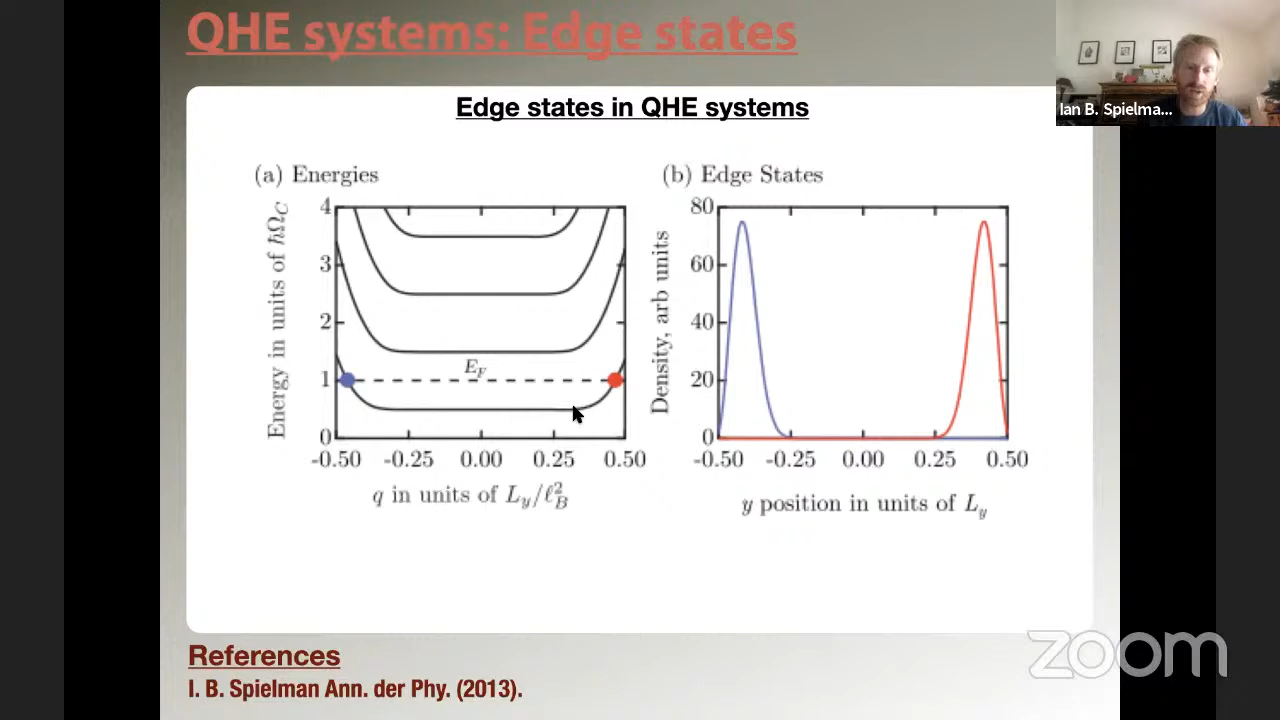 QHE systems: Edge states
Ian B. Spielma...
Edge states in QHE systems
(a) Energies
Energy in units of ℏΩ_C
4
3
2
1
0
E_F
-0.50 -0.25 0.00 0.25 0.50
q in units of L_y/ℓ_B^2
(b) Edge States
Density, arb units
80
60
40
20
0
-0.50 -0.25 0.00 0.25 0.50
y position in units of L_y
References
I. B. Spielman Ann. der Phy. (2013).
zoom